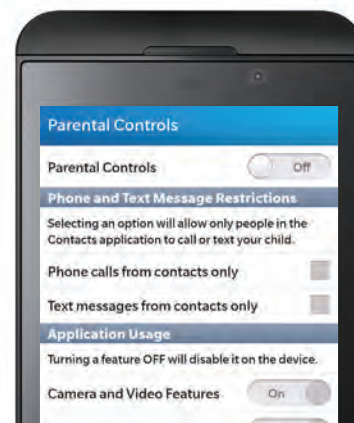 Parental Controls
Parental Controls Off
Phone and Text Message Restrictions
Selecting an option will allow only people in the
Contacts application to call or text your child.
Phone calls from contacts only
Text messages from contacts only
Application Usage
Turning a feature OFF will disable it on the device.
Camera and Video Features On